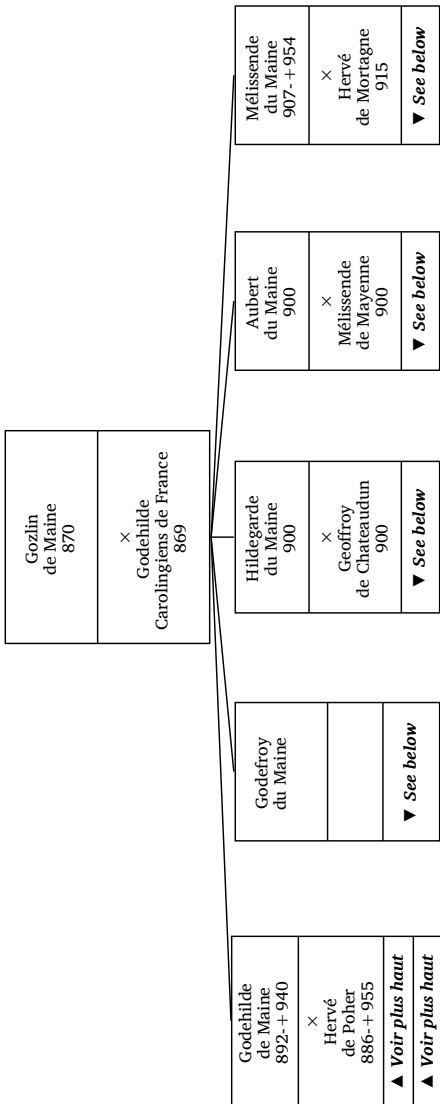 Gozlin
de Maine
870
×
Godehilde
Carolingiens de France
869
Godehilde
de Maine
892-+940
×
Hervé
de Poher
886-+955
▲ Voir plus haut
▲ Voir plus haut
Godefroy
du Maine
▼ See below
Hildegarde
du Maine
900
×
Geoffroy
de Chateaudun
900
▼ See below
Aubert
du Maine
900
×
Mélissende
de Mayenne
900
▼ See below
Mélissende
du Maine
907-+954
×
Hervé
de Mortagne
915
▼ See below